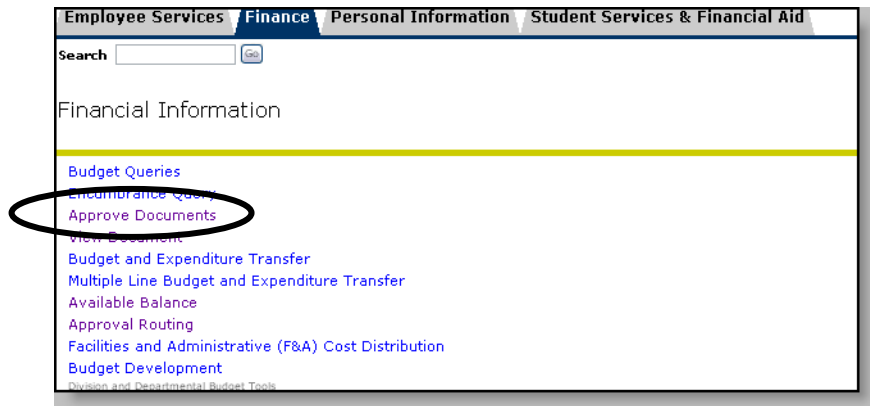 Employee Services Finance Personal Information Student Services & Financial Aid
Search Go
Financial Information
Budget Queries
Encumbrance Query
Approve Documents
View Document
Budget and Expenditure Transfer
Multiple Line Budget and Expenditure Transfer
Available Balance
Approval Routing
Facilities and Administrative (F&A) Cost Distribution
Budget Development
Division and Departmental Budget Tools